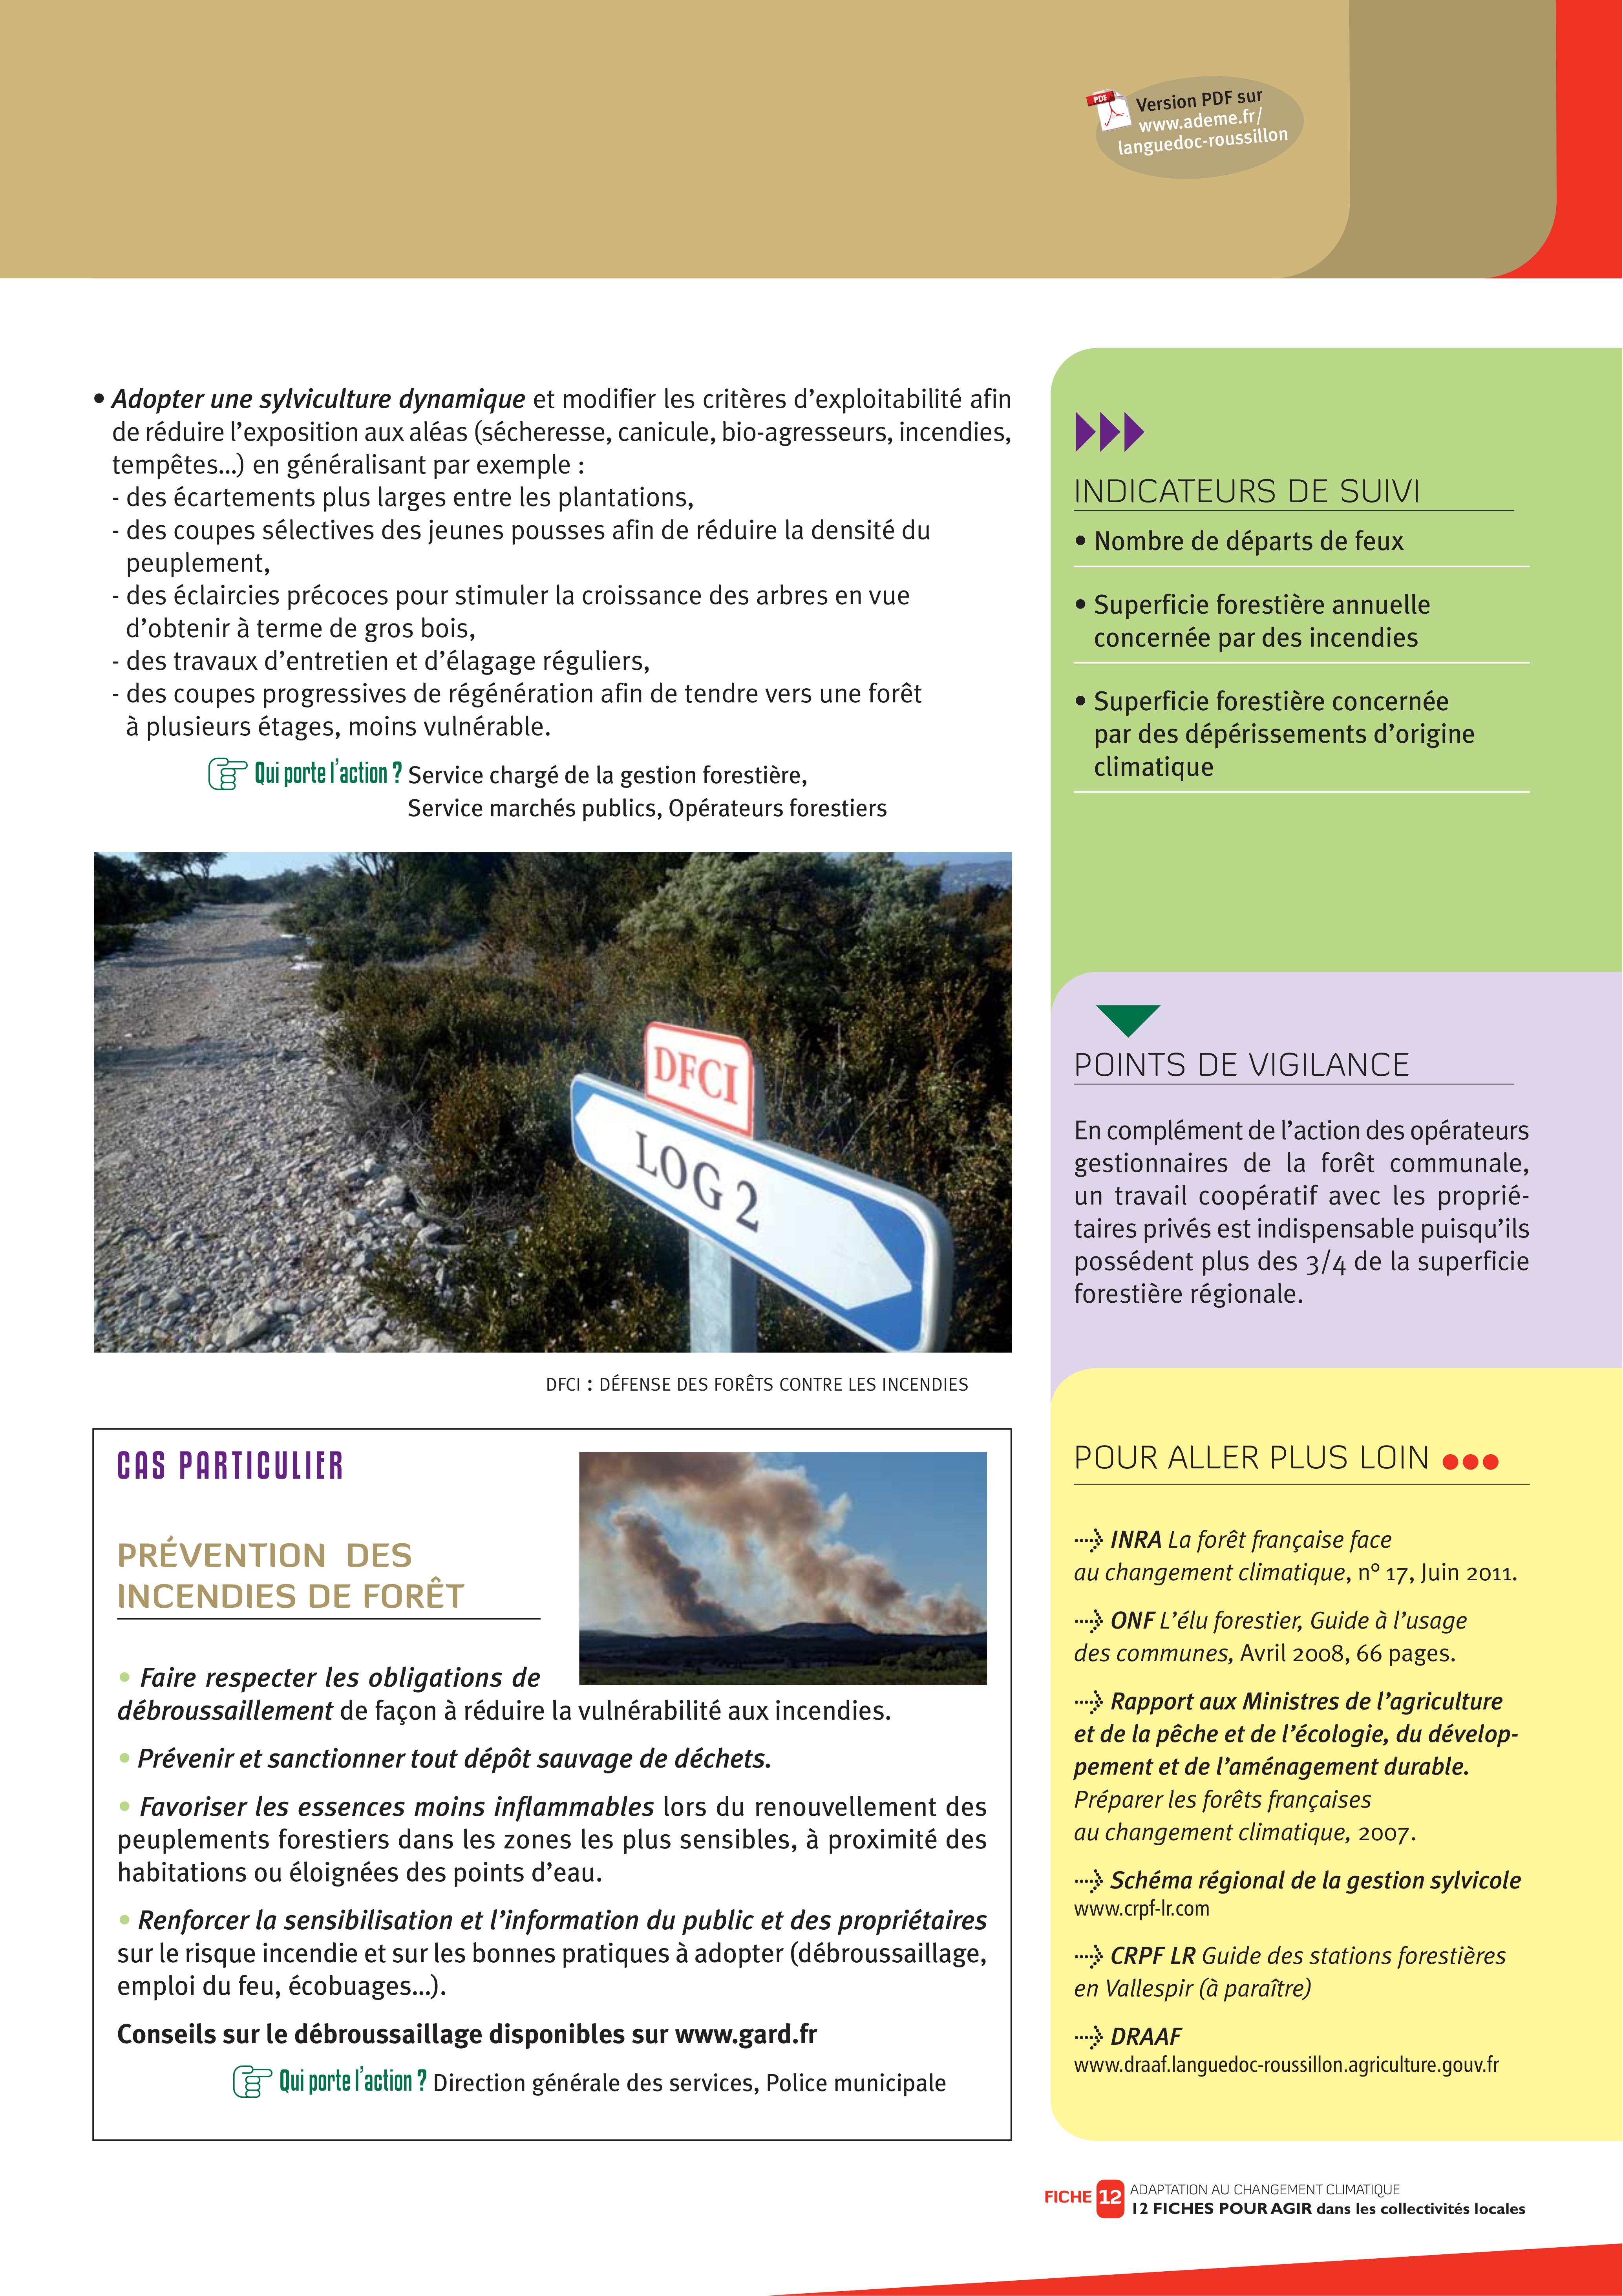 PDF
Version PDF sur
www.ademe.fr/
languedoc-roussillon
• Adopter une sylviculture dynamique et modifier les critères d’exploitabilité afin
de réduire l’exposition aux aléas (sécheresse, canicule, bio-agresseurs, incendies,
tempêtes...) en généralisant par exemple :
- des écartements plus larges entre les plantations,
- des coupes sélectives des jeunes pousses afin de réduire la densité du
peuplement,
- des éclaircies précoces pour stimuler la croissance des arbres en vue
d’obtenir à terme de gros bois,
- des travaux d’entretien et d’élagage réguliers,
- des coupes progressives de régénération afin de tendre vers une forêt
à plusieurs étages, moins vulnérable.
Qui porte l’action ? Service chargé de la gestion forestière,
Service marchés publics, Opérateurs forestiers
DFCI
LOG 2
DFCI : DÉFENSE DES FORÊTS CONTRE LES INCENDIES
CAS PARTICULIER
PRÉVENTION DES
INCENDIES DE FORÊT
• Faire respecter les obligations de
débroussaillement de façon à réduire la vulnérabilité aux incendies.
• Prévenir et sanctionner tout dépôt sauvage de déchets.
• Favoriser les essences moins inflammables lors du renouvellement des
peuplements forestiers dans les zones les plus sensibles, à proximité des
habitations ou éloignées des points d’eau.
• Renforcer la sensibilisation et l’information du public et des propriétaires
sur le risque incendie et sur les bonnes pratiques à adopter (débroussaillage,
emploi du feu, écobuages...).
Conseils sur le débroussaillage disponibles sur www.gard.fr
Qui porte l’action ? Direction générale des services, Police municipale
INDICATEURS DE SUIVI
• Nombre de départs de feux
• Superficie forestière annuelle
concernée par des incendies
• Superficie forestière concernée
par des dépérissements d’origine
climatique
POINTS DE VIGILANCE
En complément de l’action des opérateurs
gestionnaires de la forêt communale,
un travail coopératif avec les proprié-
taires privés est indispensable puisqu’ils
possédent plus des 3/4 de la superficie
forestière régionale.
POUR ALLER PLUS LOIN
INRA La forêt française face
au changement climatique, nº 17, Juin 2011.
ONF L’élu forestier, Guide à l’usage
des communes, Avril 2008, 66 pages.
Rapport aux Ministres de l’agriculture
et de la pêche et de l’écologie, du dévelop-
pement et de l’aménagement durable.
Préparer les forêts françaises
au changement climatique, 2007.
Schéma régional de la gestion sylvicole
www.crpf-lr.com
CRPF LR Guide des stations forestières
en Vallespir (à paraître)
DRAAF
www.draaf.languedoc-roussillon.agriculture.gouv.fr
FICHE 12 ADAPTATION AU CHANGEMENT CLIMATIQUE
12 FICHES POUR AGIR dans les collectivités locales